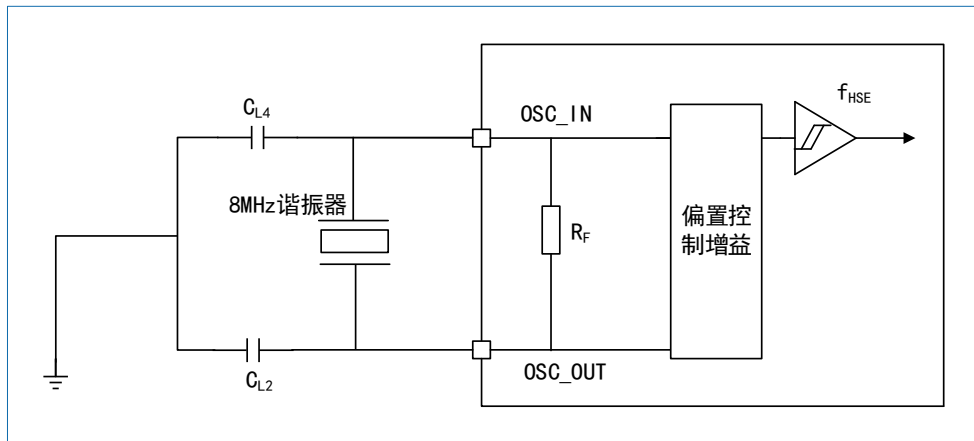 f_HSE
C_L4
OSC_IN
8MHz谐振器
R_F
偏置控
制增益
OSC_OUT
C_L2